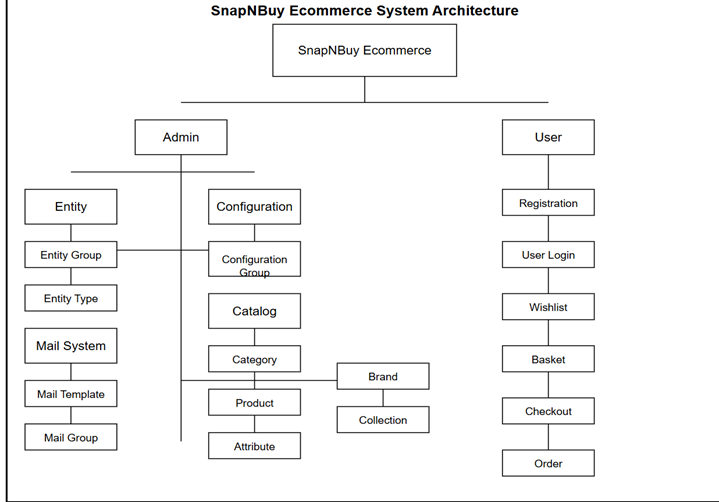 SnapNBuy Ecommerce System Architecture
SnapNBuy Ecommerce
Admin
User
Entity
Configuration
Registration
Entity Group
Configuration
Group
User Login
Entity Type
Catalog
Wishlist
Mail System
Category
Basket
Brand
Mail Template
Product
Collection
Checkout
Mail Group
Attribute
Order